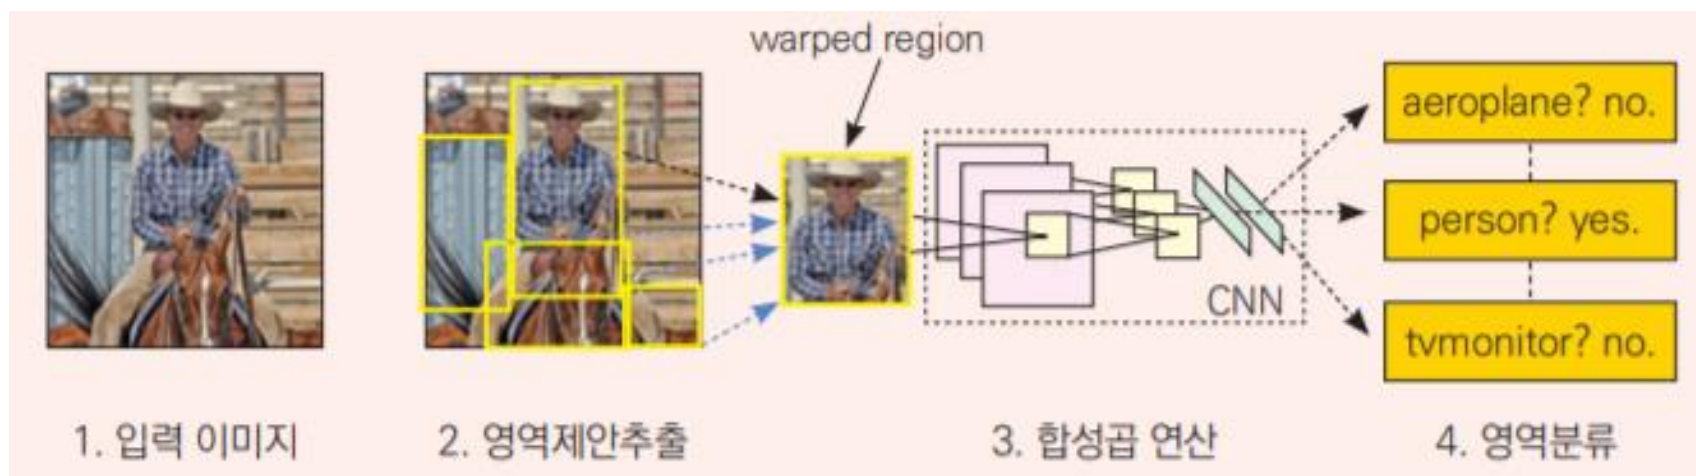 warped region
aeroplane? no.
person? yes.
CNN
tvmonitor? no.
1. 입력 이미지
2. 영역제안추출
3. 합성곱 연산
4. 영역분류